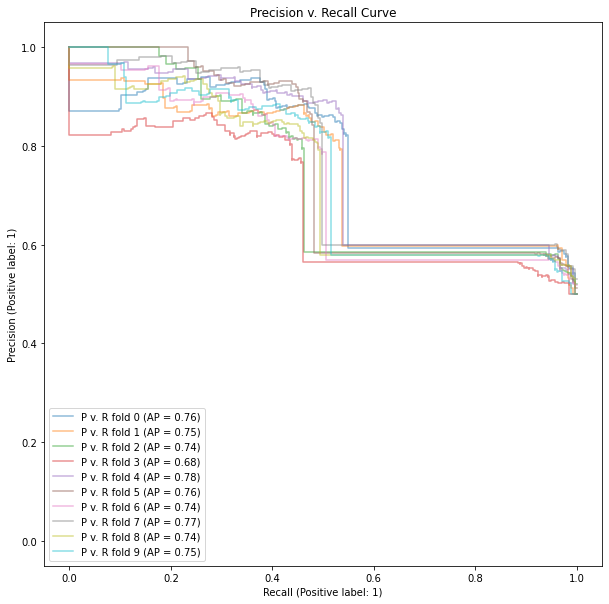 Precision v. Recall Curve
Precision (Positive label: 1)
1.0
0.8
0.6
0.4
0.2
0.0
P v. R fold 0 (AP = 0.76)
P v. R fold 1 (AP = 0.75)
P v. R fold 2 (AP = 0.74)
P v. R fold 3 (AP = 0.68)
P v. R fold 4 (AP = 0.78)
P v. R fold 5 (AP = 0.76)
P v. R fold 6 (AP = 0.74)
P v. R fold 7 (AP = 0.77)
P v. R fold 8 (AP = 0.74)
P v. R fold 9 (AP = 0.75)
0.0 0.2 0.4 0.6 0.8 1.0
Recall (Positive label: 1)